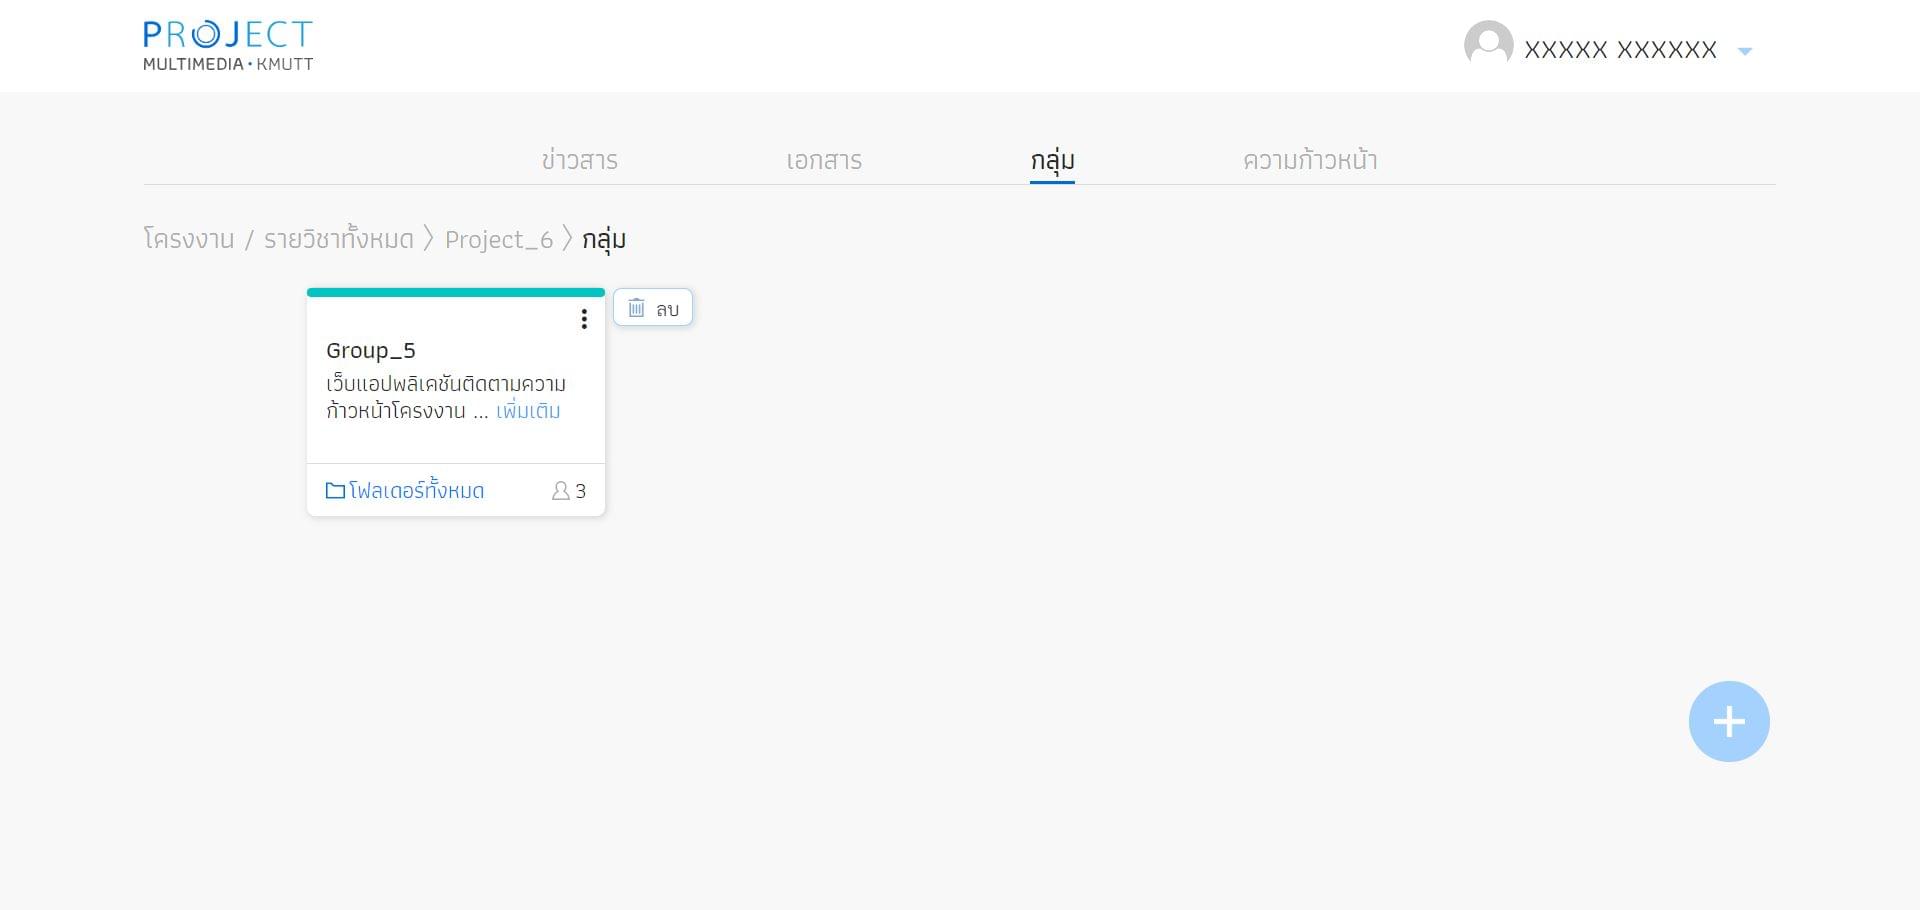 PROJECT
MULTIMEDIA • KMUTT
XXXXX XXXXXX
ข่าวสาร
เอกสาร
กลุ่ม
ความก้าวหน้า
โครงงาน / รายวิชาทั้งหมด 〉 Project_6 〉 กลุ่ม
ลบ
Group_5
เว็บแอปพลิเคชันติดตามความ
ก้าวหน้าโครงงาน ... เพิ่มเติม
โฟลเดอร์ทั้งหมด
3